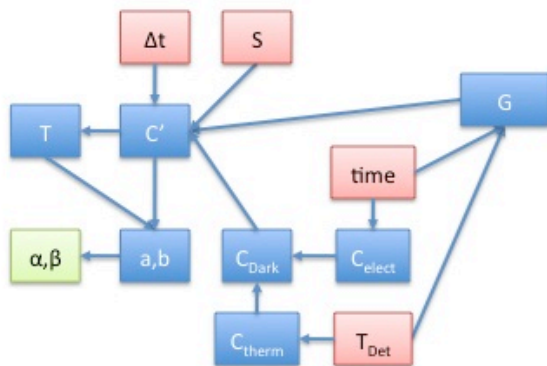 Δt
S
G
T
C′
time
α,β
a,b
C_Dark
C_elect
C_therm
T_Det